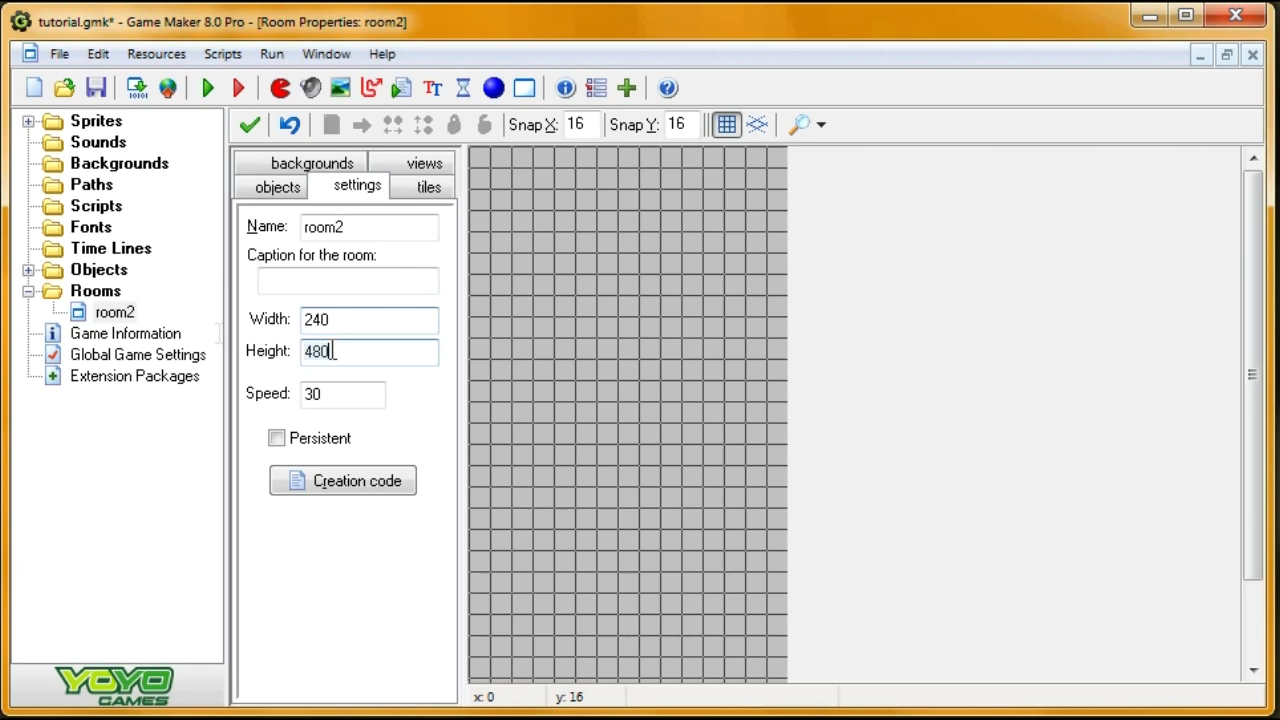 tutorial.gmk* - Game Maker 8.0 Pro - [Room Properties: room2]
File Edit Resources Scripts Run Window Help
Snap X: 16 Snap Y: 16
Sprites
Sounds
Backgrounds
Paths
Scripts
Fonts
Time Lines
Objects
Rooms
room2
Game Information
Global Game Settings
Extension Packages
YOYO
GAMES
backgrounds views
objects settings tiles
Name: room2
Caption for the room:
Width: 240
Height: 480
Speed: 30
Persistent
Creation code
x: 0 y: 16